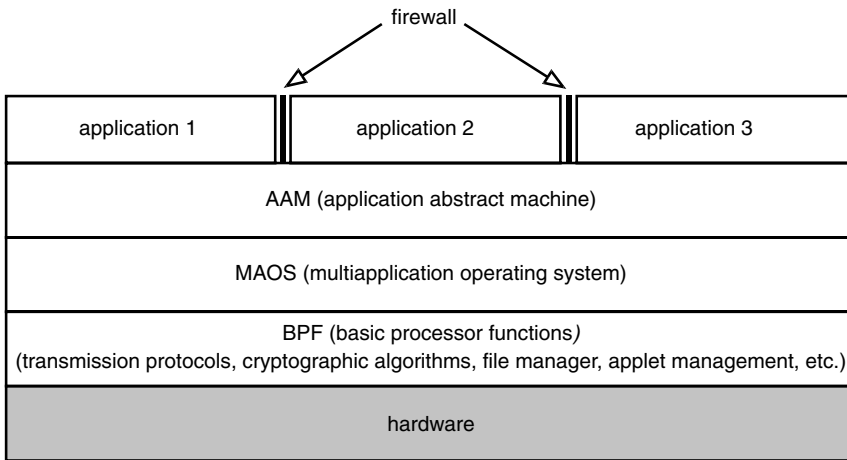 firewall
application 1
application 2
application 3
AAM (application abstract machine)
MAOS (multiapplication operating system)
BPF (basic processor functions)
(transmission protocols, cryptographic algorithms, file manager, applet management, etc.)
hardware